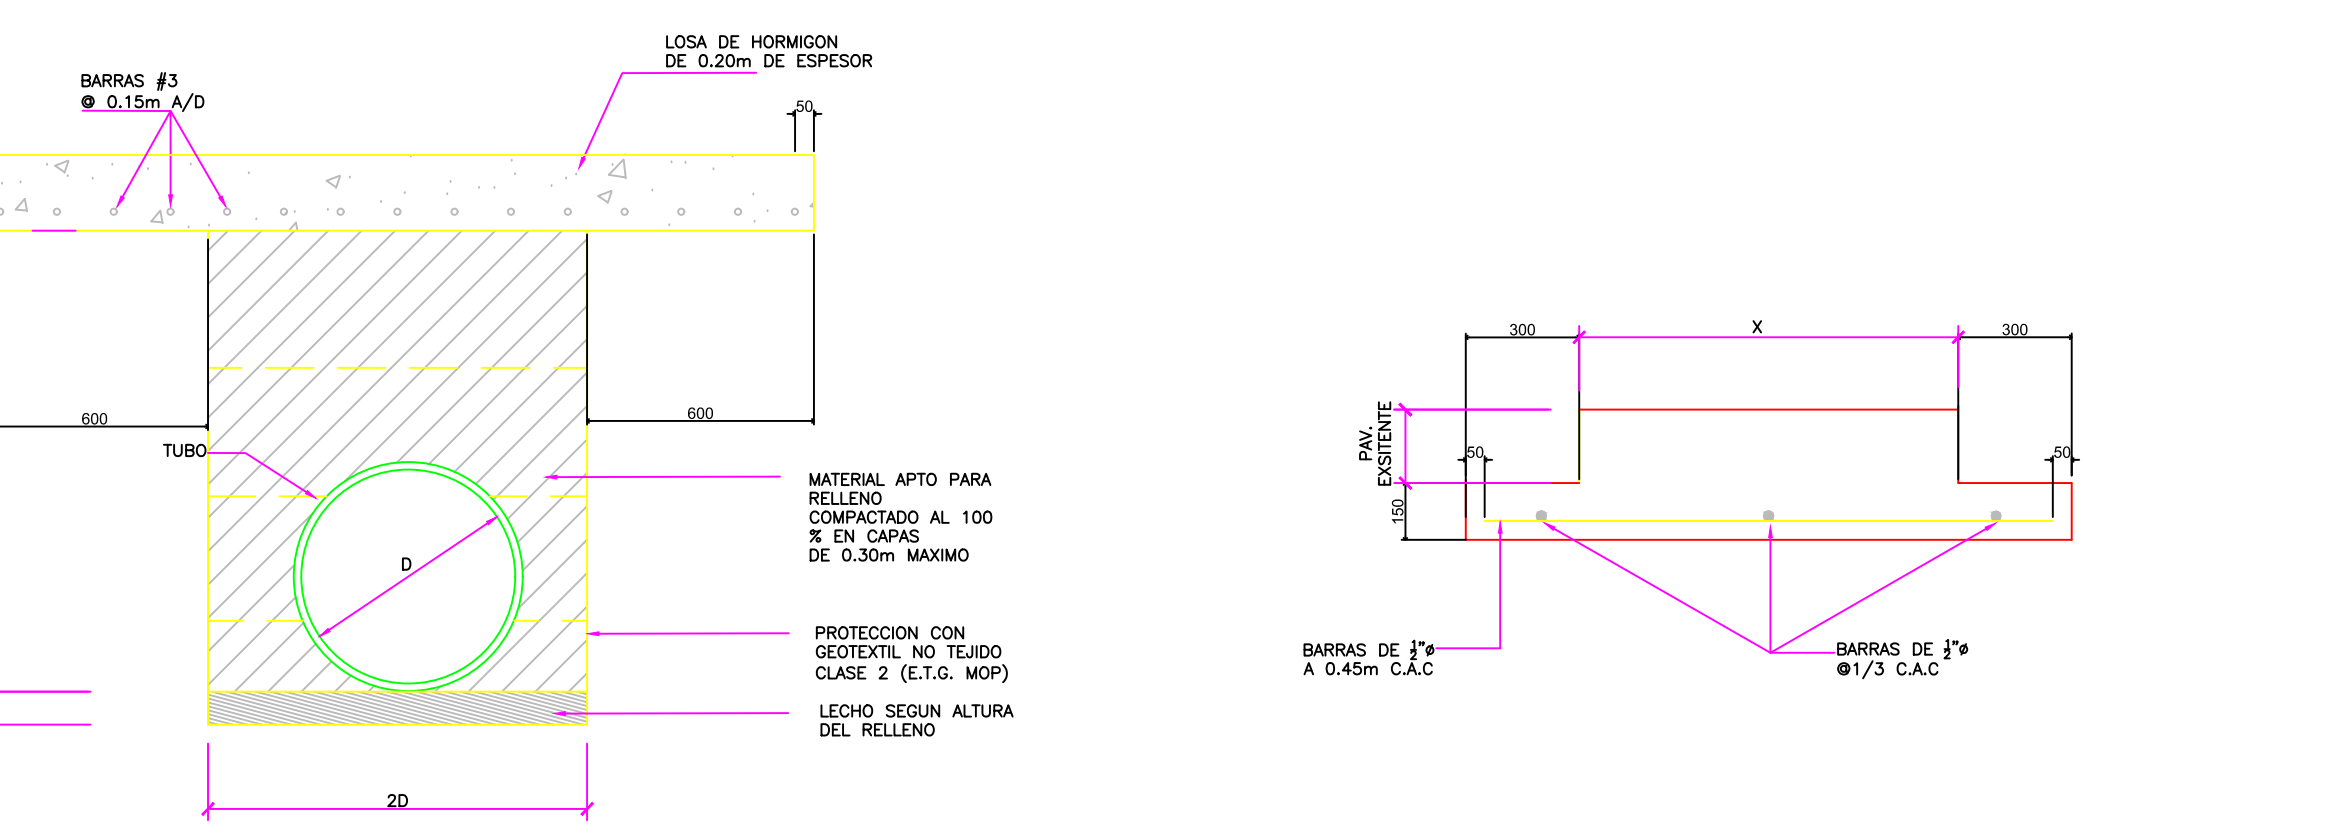 LOSA DE HORMIGON
DE 0.20m DE ESPESOR
BARRAS #3
@ 0.15m A/D
50
600
600
TUBO
D
MATERIAL APTO PARA
RELLENO
COMPACTADO AL 100
% EN CAPAS
DE 0.30m MAXIMO
PROTECCION CON
GEOTEXTIL NO TEJIDO
CLASE 2 (E.T.G. MOP)
LECHO SEGUN ALTURA
DEL RELLENO
2D
300
X
300
PAV.
EXSITENTE
50
50
150
BARRAS DE ½"ø
A 0.45m C.A.C
BARRAS DE ½"ø
@1/3 C.A.C